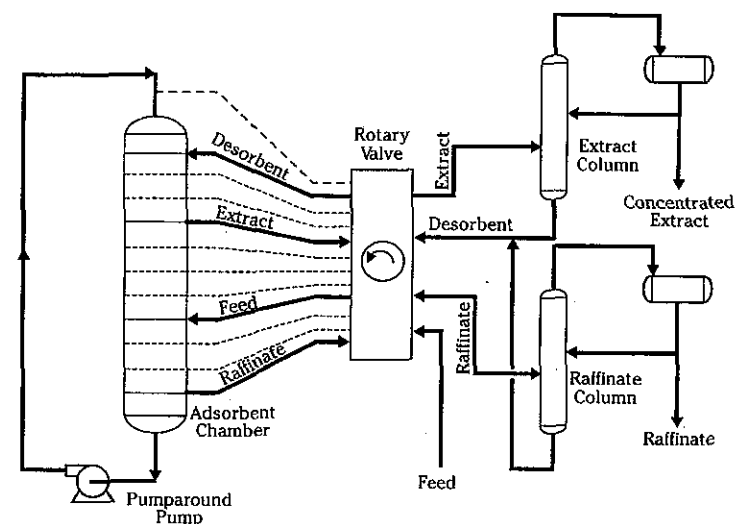 Desorbent
Extract
Feed
Raffinate
Adsorbent
Chamber
Pumparound
Pump
Rotary
Valve
Extract
Desorbent
Raffinate
Feed
Extract
Column
Concentrated
Extract
Raffinate
Column
Raffinate